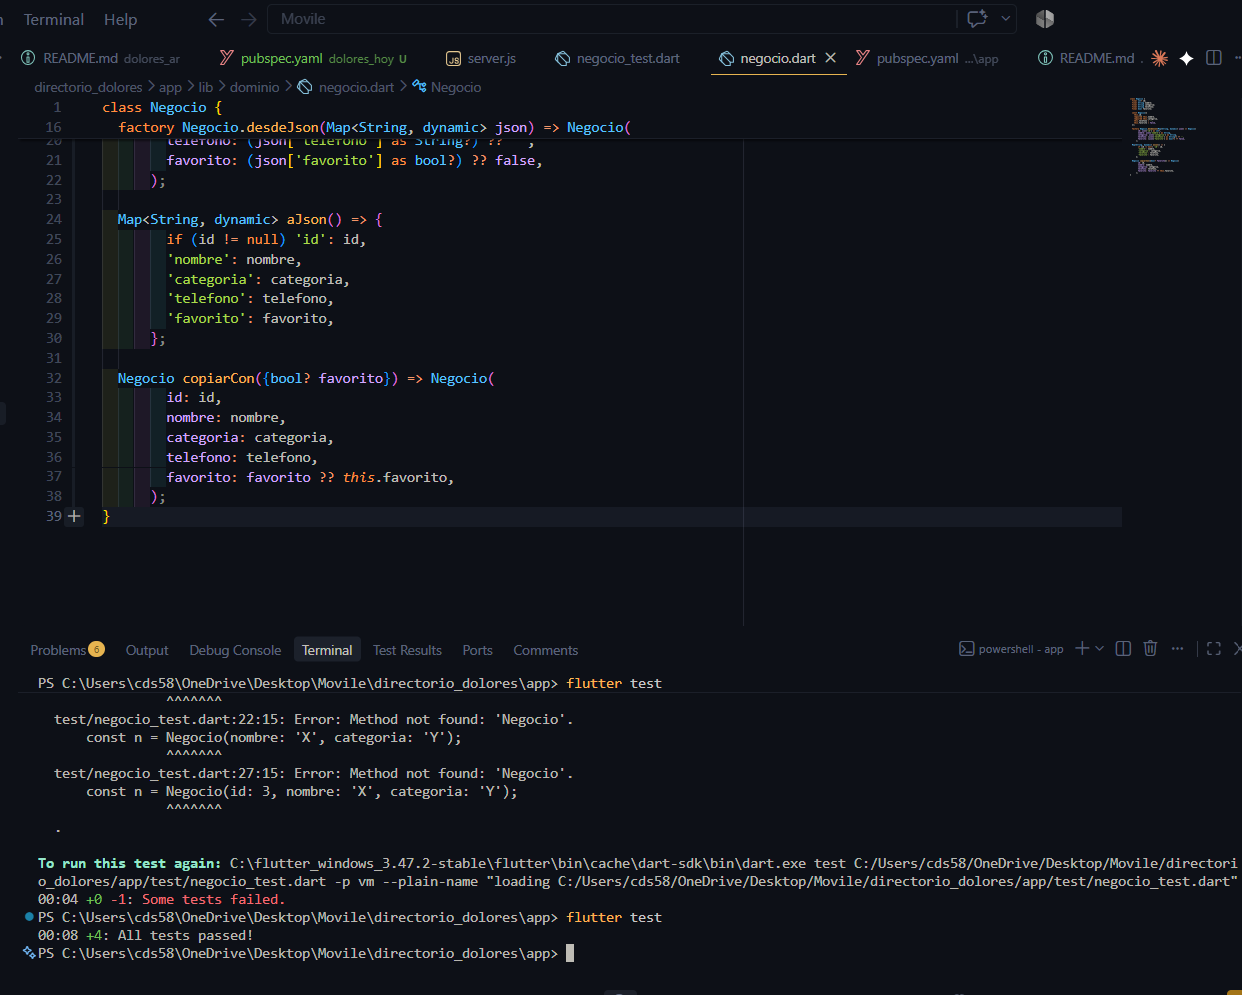 Terminal Help
Movile
README.md dolores_ar
pubspec.yaml dolores_hoy U
server.js
negocio_test.dart
negocio.dart
pubspec.yaml ...\app
README.md
directorio_dolores > app > lib > dominio > negocio.dart > Negocio
1 class Negocio {
16 factory Negocio.desdeJson(Map<String, dynamic> json) => Negocio(
20 telefono: (json['telefono'] as String?) ?? '',
21 favorito: (json['favorito'] as bool?) ?? false,
22 );
23
24 Map<String, dynamic> aJson() => {
25 if (id != null) 'id': id,
26 'nombre': nombre,
27 'categoria': categoria,
28 'telefono': telefono,
29 'favorito': favorito,
30 };
31
32 Negocio copiarCon({bool? favorito}) => Negocio(
33 id: id,
34 nombre: nombre,
35 categoria: categoria,
36 telefono: telefono,
37 favorito: favorito ?? this.favorito,
38 );
39 }
Problems 6 Output Debug Console Terminal Test Results Ports Comments
powershell - app
PS C:\Users\cds58\OneDrive\Desktop\Movile\directorio_dolores\app> flutter test
^^^^^^^
test/negocio_test.dart:22:15: Error: Method not found: 'Negocio'.
const n = Negocio(nombre: 'X', categoria: 'Y');
^^^^^^^
test/negocio_test.dart:27:15: Error: Method not found: 'Negocio'.
const n = Negocio(id: 3, nombre: 'X', categoria: 'Y');
^^^^^^^
.
To run this test again: C:\flutter_windows_3.47.2-stable\flutter\bin\cache\dart-sdk\bin\dart.exe test C:/Users/cds58/OneDrive/Desktop/Movile/directori
o_dolores/app/test/negocio_test.dart -p vm --plain-name "loading C:/Users/cds58/OneDrive/Desktop/Movile/directorio_dolores/app/test/negocio_test.dart"
00:04 +0 -1: Some tests failed.
PS C:\Users\cds58\OneDrive\Desktop\Movile\directorio_dolores\app> flutter test
00:08 +4: All tests passed!
PS C:\Users\cds58\OneDrive\Desktop\Movile\directorio_dolores\app>